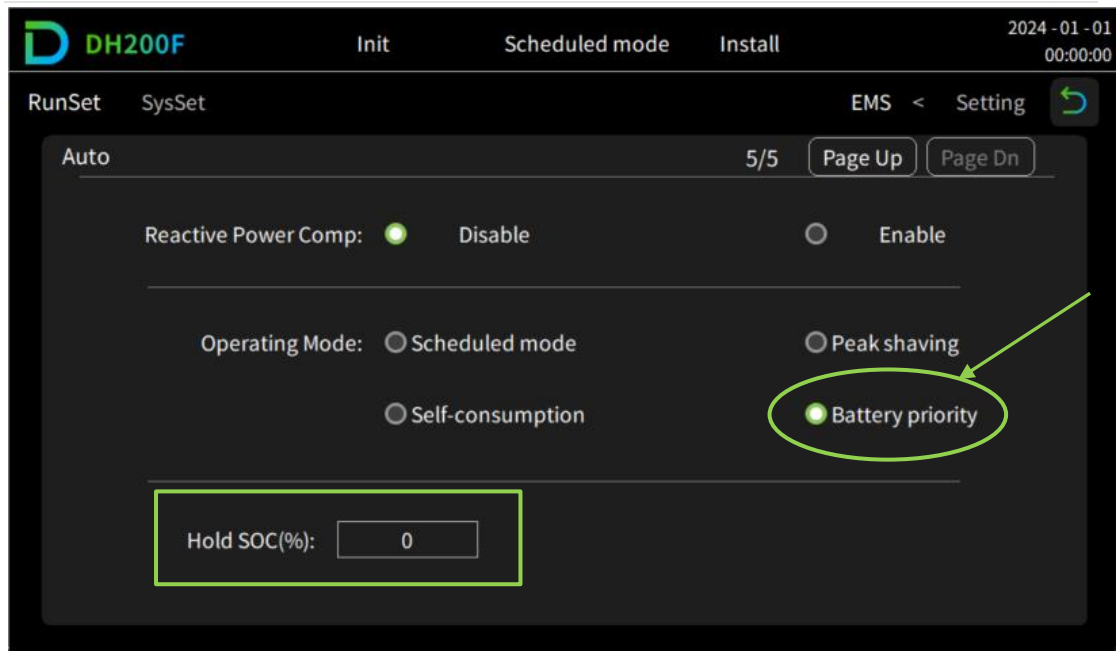 DH200F Init Scheduled mode Install 2024 - 01 - 01
00:00:00
RunSet SysSet EMS < Setting
Auto 5/5 Page Up Page Dn
Reactive Power Comp: Disable Enable
Operating Mode: Scheduled mode Peak shaving
Self-consumption Battery priority
Hold SOC(%): 0